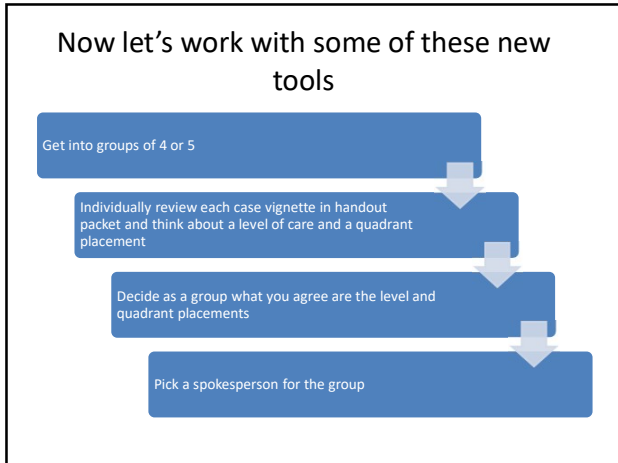 Now let's work with some of these new
tools
Get into groups of 4 or 5
Individually review each case vignette in handout
packet and think about a level of care and a quadrant
placement
Decide as a group what you agree are the level and
quadrant placements
Pick a spokesperson for the group